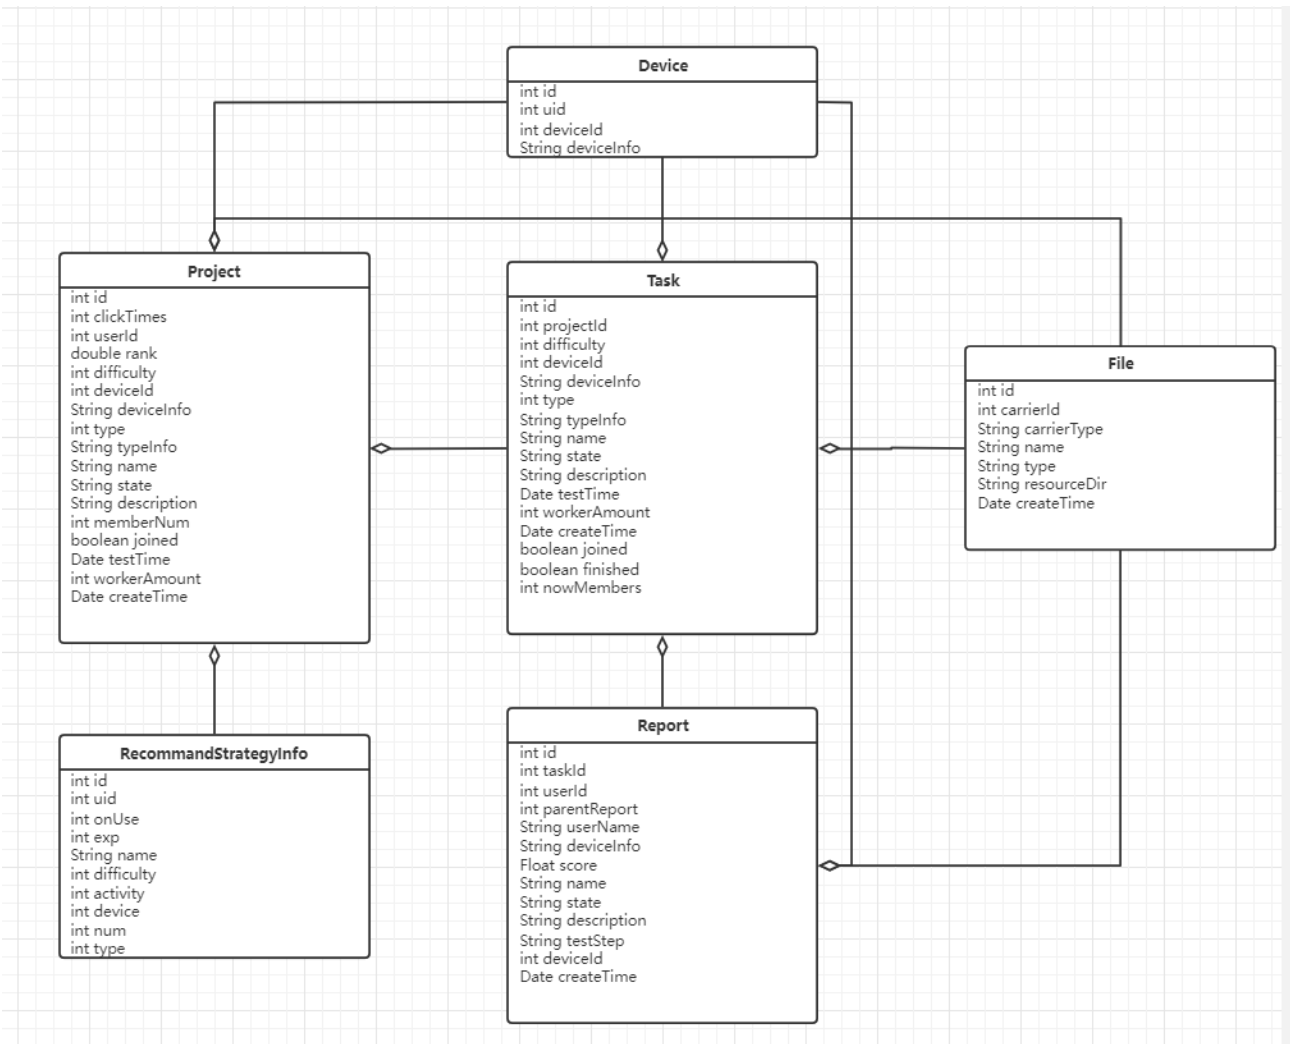 Device
int id
int uid
int deviceId
String deviceInfo
Project
int id
int clickTimes
int userId
double rank
int difficulty
int deviceId
String deviceInfo
int type
String typeInfo
String name
String state
String description
int memberNum
boolean joined
Date testTime
int workerAmount
Date createTime
Task
int id
int projectId
int difficulty
int deviceId
String deviceInfo
int type
String typeInfo
String name
String state
String description
Date testTime
int workerAmount
Date createTime
boolean joined
boolean finished
int nowMembers
File
int id
int carrierId
String carrierType
String name
String type
String resourceDir
Date createTime
RecommandStrategyInfo
int id
int uid
int onUse
int exp
String name
int difficulty
int activity
int device
int num
int type
Report
int id
int taskId
int userId
int parentReport
String userName
String deviceInfo
Float score
String name
String state
String description
String testStep
int deviceId
Date createTime